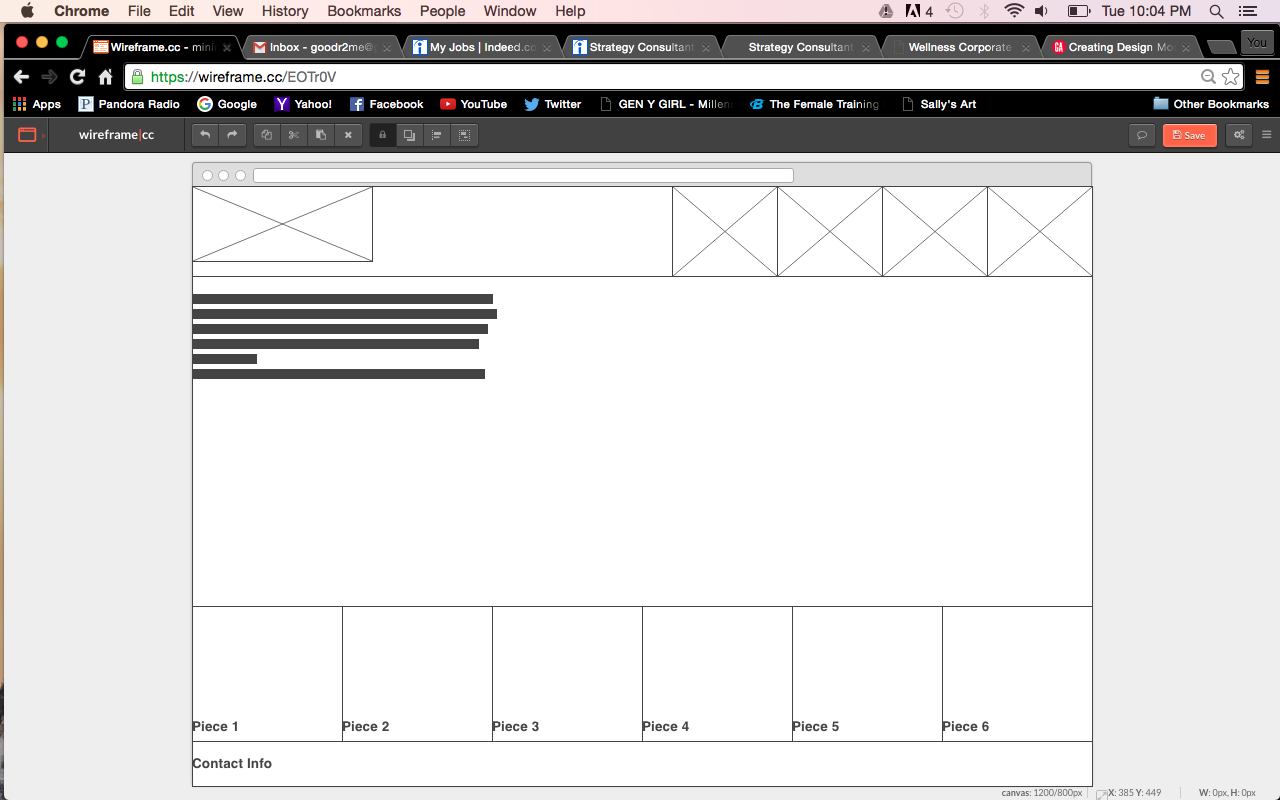 Chrome File Edit View History Bookmarks People Window Help 4 Tue 10:04 PM
Wireframe.cc - mini Inbox - goodr2me@ My Jobs | Indeed.co Strategy Consultant Strategy Consultant Wellness Corporate GA Creating Design Mo You
https://wireframe.cc/EOTr0V
Apps Pandora Radio Google Yahoo! Facebook YouTube Twitter GEN Y GIRL - Millen The Female Training Sally's Art Other Bookmarks
wireframe|cc Save
Piece 1 Piece 2 Piece 3 Piece 4 Piece 5 Piece 6
Contact Info
canvas: 1200/800px X: 385 Y: 449 W: 0px, H: 0px